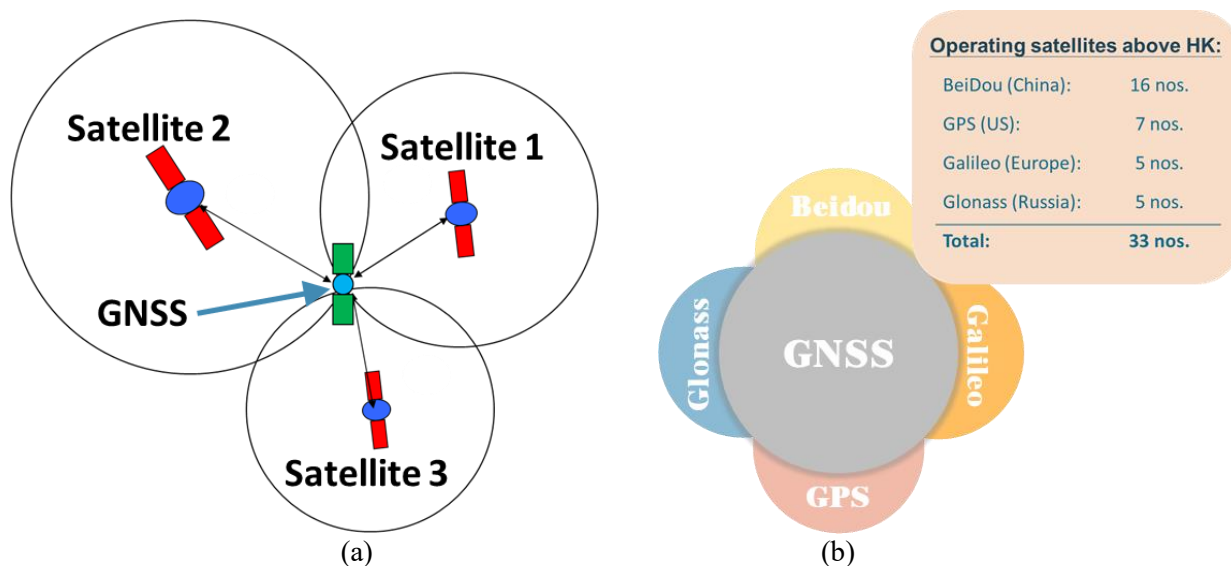 Satellite 2
Satellite 1
GNSS
Satellite 3
(a)
Operating satellites above HK:
BeiDou (China): 16 nos.
GPS (US): 7 nos.
Galileo (Europe): 5 nos.
Glonass (Russia): 5 nos.
Total: 33 nos.
Beidou
Glonass
GNSS
Galileo
GPS
(b)